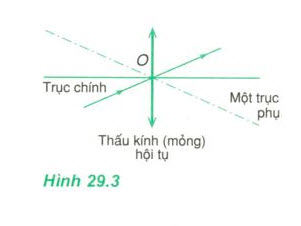 O
Trục chính
Một trục
phụ
Thấu kính (mỏng)
hội tụ
Hình 29.3